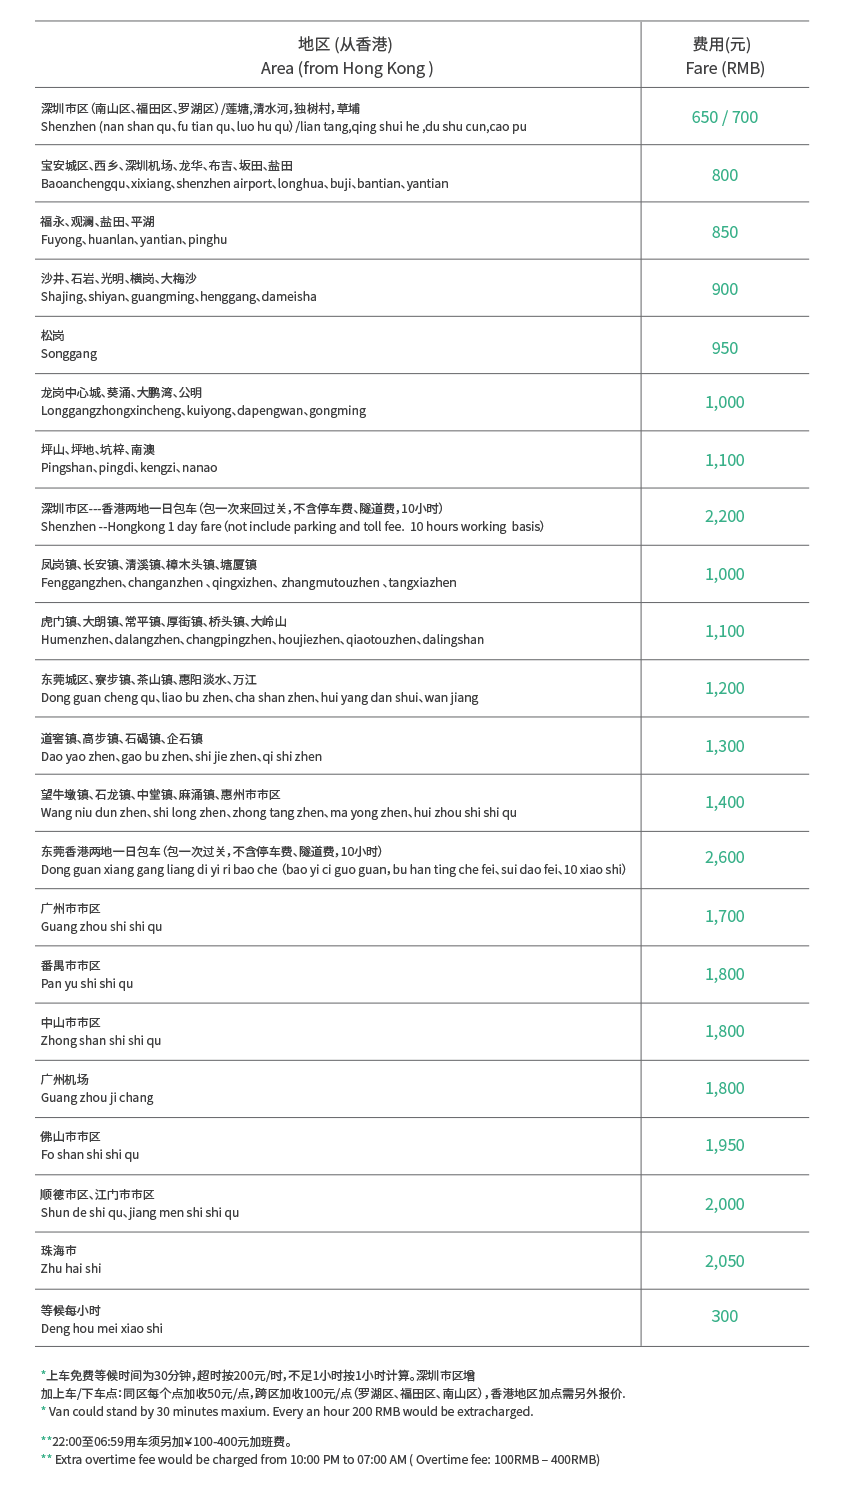 地区 (从香港)
费用(元)
Area (from Hong Kong )
Fare (RMB)
深圳市区（南山区、福田区、罗湖区）/莲塘,清水河，独树村，草埔
Shenzhen (nan shan qu、fu tian qu、luo hu qu）/lian tang,qing shui he ,du shu cun,cao pu
650 / 700
宝安城区、西乡、深圳机场、龙华、布吉、坂田、盐田
Baoanchengqu、xixiang、shenzhen airport、longhua、buji、bantian、yantian
800
福永、观澜、盐田、平湖
Fuyong、huanlan、yantian、pinghu
850
沙井、石岩、光明、横岗、大梅沙
Shajing、shiyan、guangming、henggang、dameisha
900
松岗
Songgang
950
龙岗中心城、葵涌、大鹏湾、公明
Longgangzhongxincheng、kuiyong、dapengwan、gongming
1,000
坪山、坪地、坑梓、南澳
Pingshan、pingdi、kengzi、nanao
1,100
深圳市区---香港两地一日包车（包一次来回过关，不含停车费、隧道费，10小时）
Shenzhen --Hongkong 1 day fare（not include parking and toll fee.  10 hours working  basis）
2,200
凤岗镇、长安镇、清溪镇、樟木头镇、塘厦镇
Fenggangzhen、changanzhen 、qingxizhen、 zhangmutouzhen 、tangxiazhen
1,000
虎门镇、大朗镇、常平镇、厚街镇、桥头镇、大岭山
Humenzhen、dalangzhen、changpingzhen、houjiezhen、qiaotouzhen、dalingshan
1,100
东莞城区、寮步镇、茶山镇、惠阳淡水、万江
Dong guan cheng qu、liao bu zhen、cha shan zhen、hui yang dan shui、wan jiang
1,200
道窖镇、高步镇、石碣镇、企石镇
Dao yao zhen、gao bu zhen、shi jie zhen、qi shi zhen
1,300
望牛墩镇、石龙镇、中堂镇、麻涌镇、惠州市市区
Wang niu dun zhen、shi long zhen、zhong tang zhen、ma yong zhen、hui zhou shi shi qu
1,400
东莞香港两地一日包车（包一次过关，不含停车费、隧道费，10小时）
Dong guan xiang gang liang di yi ri bao che （bao yi ci guo guan，bu han ting che fei、sui dao fei、10 xiao shi）
2,600
广州市市区
Guang zhou shi shi qu
1,700
番禺市市区
Pan yu shi shi qu
1,800
中山市市区
Zhong shan shi shi qu
1,800
广州机场
Guang zhou ji chang
1,800
佛山市市区
Fo shan shi shi qu
1,950
顺德市区、江门市市区
Shun de shi qu、jiang men shi shi qu
2,000
珠海市
Zhu hai shi
2,050
等候每小时
Deng hou mei xiao shi
300
*上车免费等候时间为30分钟，超时按200元/时，不足1小时按1小时计算。深圳市区增
加上车/下车点：同区每个点加收50元/点，跨区加收100元/点（罗湖区、福田区、南山区），香港地区加点需另外报价.
* Van could stand by 30 minutes maxium. Every an hour 200 RMB would be extracharged.
**22:00至06:59用车须另加¥100-400元加班费。
** Extra overtime fee would be charged from 10:00 PM to 07:00 AM ( Overtime fee: 100RMB – 400RMB)